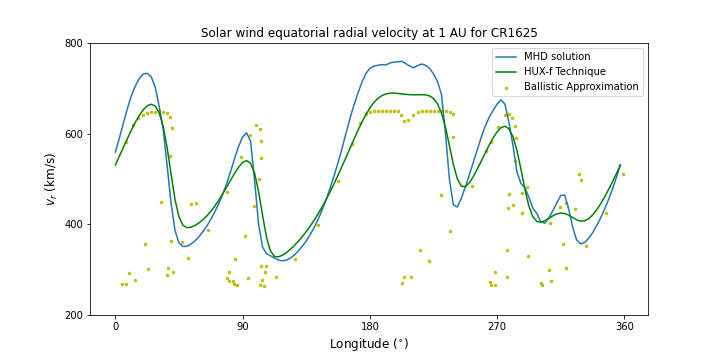 Solar wind equatorial radial velocity at 1 AU for CR1625
800
600
400
200
v_r (km/s)
MHD solution
HUX-f Technique
Ballistic Approximation
0
90
180
270
360
Longitude (°)